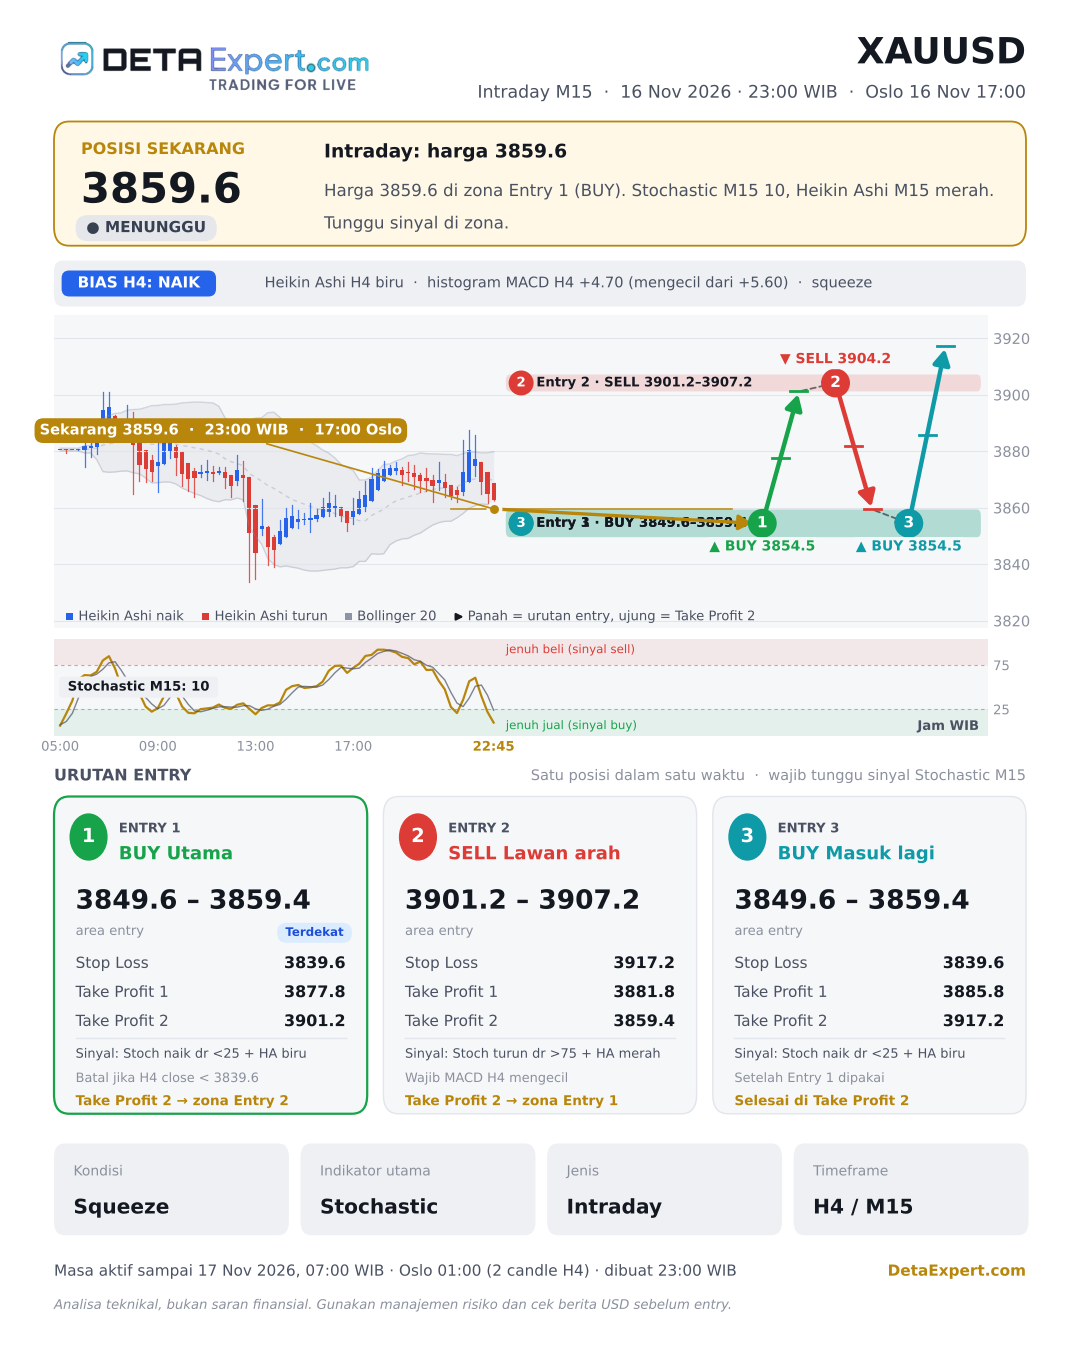 DETA Expert.com
TRADING FOR LIVE
XAUUSD
Intraday M15 · 16 Nov 2026 · 23:00 WIB · Oslo 16 Nov 17:00
POSISI SEKARANG
3859.6
● MENUNGGU
Intraday: harga 3859.6
Harga 3859.6 di zona Entry 1 (BUY). Stochastic M15 10, Heikin Ashi M15 merah.
Tunggu sinyal di zona.
BIAS H4: NAIK
Heikin Ashi H4 biru · histogram MACD H4 +4.70 (mengecil dari +5.60) · squeeze
3920
▼ SELL 3904.2
2 Entry 2 · SELL 3901.2–3907.2
2
3900
Sekarang 3859.6 · 23:00 WIB · 17:00 Oslo
3880
3860
3 Entry 3 · BUY 3849.6–3859.
1
3
▲ BUY 3854.5
▲ BUY 3854.5
3840
Heikin Ashi naik
Heikin Ashi turun
Bollinger 20
Panah = urutan entry, ujung = Take Profit 2
3820
jenuh beli (sinyal sell)
75
Stochastic M15: 10
25
jenuh jual (sinyal buy)
Jam WIB
05:00
09:00
13:00
17:00
22:45
URUTAN ENTRY
Satu posisi dalam satu waktu · wajib tunggu sinyal Stochastic M15
1
ENTRY 1
BUY Utama
3849.6 – 3859.4
area entry
Terdekat
Stop Loss 3839.6
Take Profit 1 3877.8
Take Profit 2 3901.2
Sinyal: Stoch naik dr <25 + HA biru
Batal jika H4 close < 3839.6
Take Profit 2 → zona Entry 2
2
ENTRY 2
SELL Lawan arah
3901.2 – 3907.2
area entry
Stop Loss 3917.2
Take Profit 1 3881.8
Take Profit 2 3859.4
Sinyal: Stoch turun dr >75 + HA merah
Wajib MACD H4 mengecil
Take Profit 2 → zona Entry 1
3
ENTRY 3
BUY Masuk lagi
3849.6 – 3859.4
area entry
Stop Loss 3839.6
Take Profit 1 3885.8
Take Profit 2 3917.2
Sinyal: Stoch naik dr <25 + HA biru
Setelah Entry 1 dipakai
Selesai di Take Profit 2
Kondisi
Squeeze
Indikator utama
Stochastic
Jenis
Intraday
Timeframe
H4 / M15
Masa aktif sampai 17 Nov 2026, 07:00 WIB · Oslo 01:00 (2 candle H4) · dibuat 23:00 WIB
DetaExpert.com
Analisa teknikal, bukan saran finansial. Gunakan manajemen risiko dan cek berita USD sebelum entry.